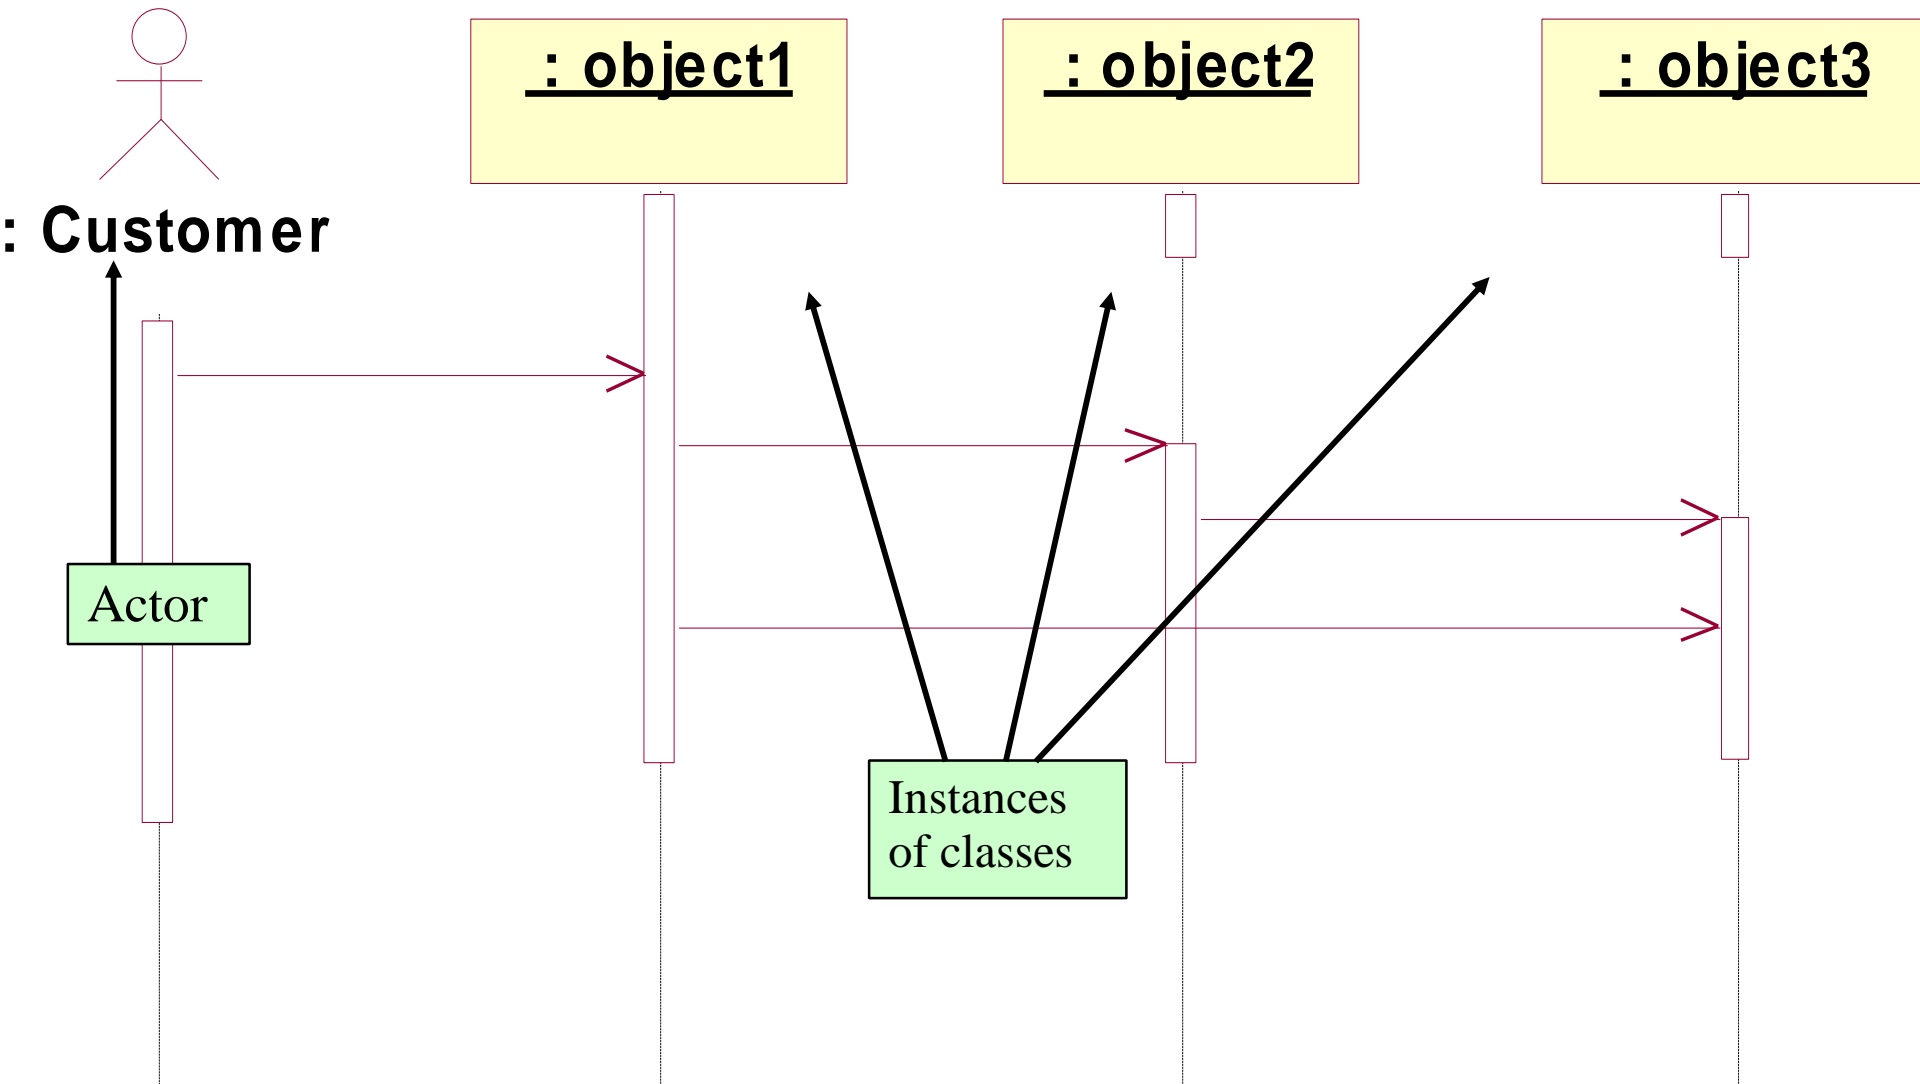 : object1
: object2
: object3
: Customer
Actor
Instances
of classes